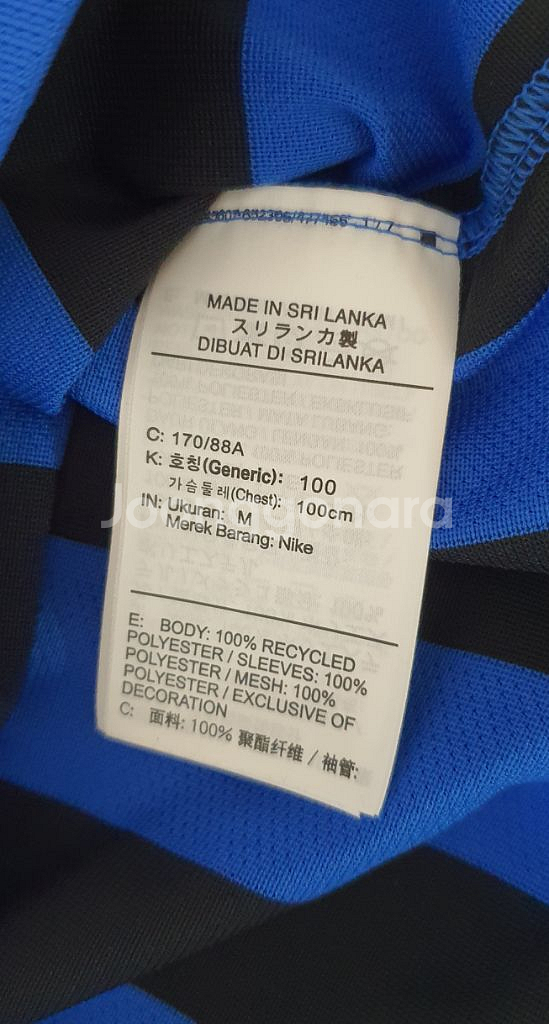 MADE IN SRI LANKA
スリランカ製
DIBUAT DI SRILANKA
C: 170/88A
K: 호칭(Generic): 100
가슴둘레(Chest): 100cm
IN: Ukuran: M
Merek Barang: Nike
E: BODY: 100% RECYCLED
POLYESTER / SLEEVES: 100%
POLYESTER / MESH: 100%
POLYESTER / EXCLUSIVE OF
DECORATION
C: 面料: 100% 聚酯纤维 / 袖管: